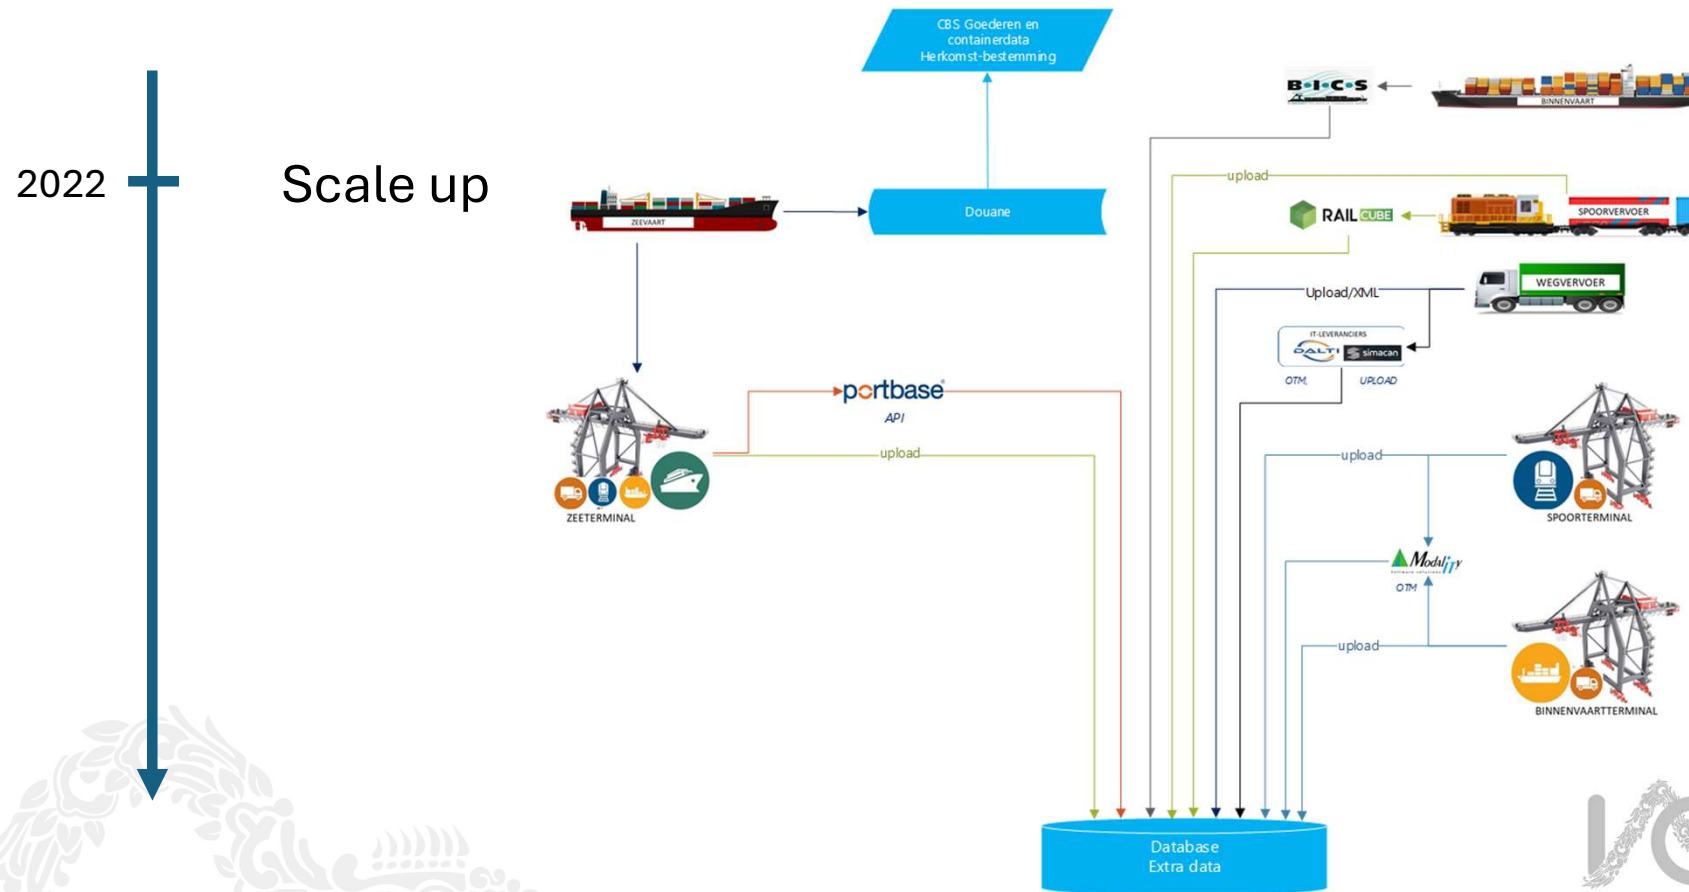 2022
Scale up
CBS Goederen en
containerdata
Herkomst-bestemming
Douane
ZEEVAART
B•I•C•S
BINNENVAART
upload
RAIL CUBE
SPOORVERVOER
Upload/XML
WEGVERVOER
IT-LEVERANCIERS
DALTI
simacan
OTM,
UPLOAD
portbase
API
upload
ZEETERMINAL
upload
SPOORTERMINAL
Modality
OTM
upload
BINNENVAARTTERMINAL
Database
Extra data